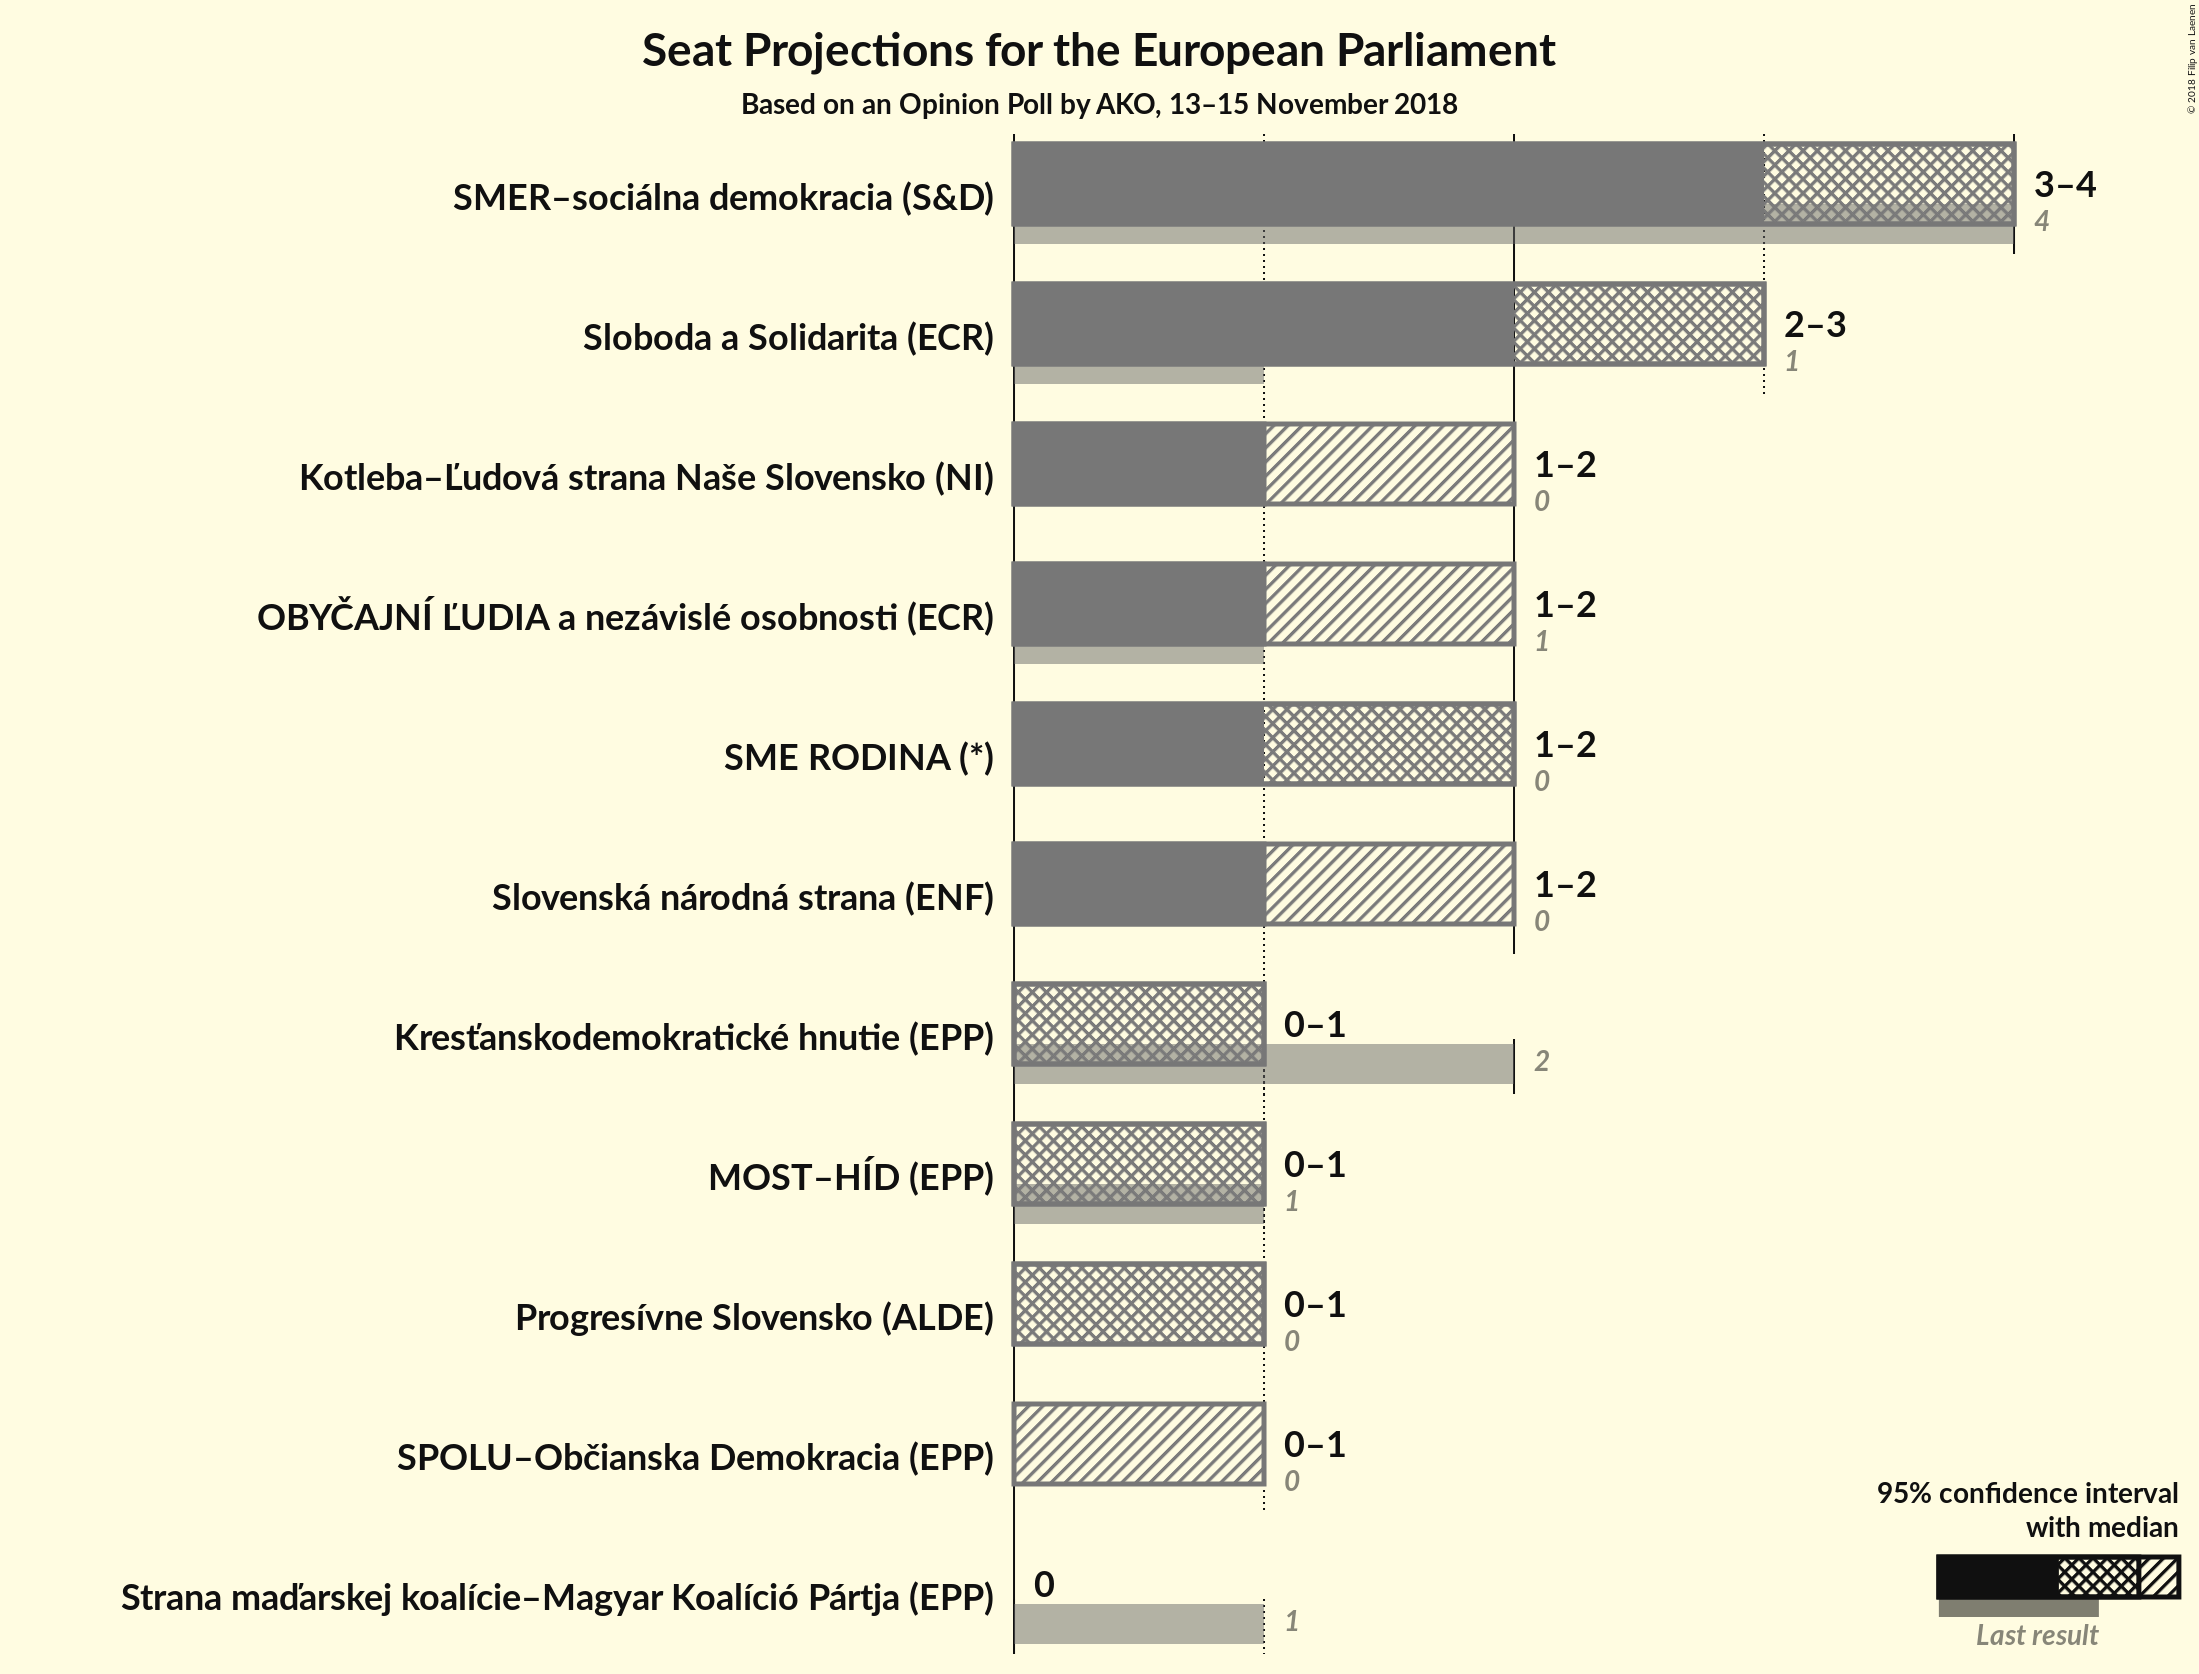 Seat Projections for the European Parliament
Based on an Opinion Poll by AKO, 13–15 November 2018
© 2018 Filip van Laenen
SMER–sociálna demokracia (S&D)
3–4
4
Sloboda a Solidarita (ECR)
2–3
1
Kotleba–Ľudová strana Naše Slovensko (NI)
1–2
0
OBYČAJNÍ ĽUDIA a nezávislé osobnosti (ECR)
1–2
1
SME RODINA (*)
1–2
0
Slovenská národná strana (ENF)
1–2
0
Kresťanskodemokratické hnutie (EPP)
0–1
2
MOST–HÍD (EPP)
0–1
1
Progresívne Slovensko (ALDE)
0–1
0
SPOLU–Občianska Demokracia (EPP)
0–1
0
Strana maďarskej koalície–Magyar Koalíció Pártja (EPP)
0
1
95% confidence interval
with median
Last result